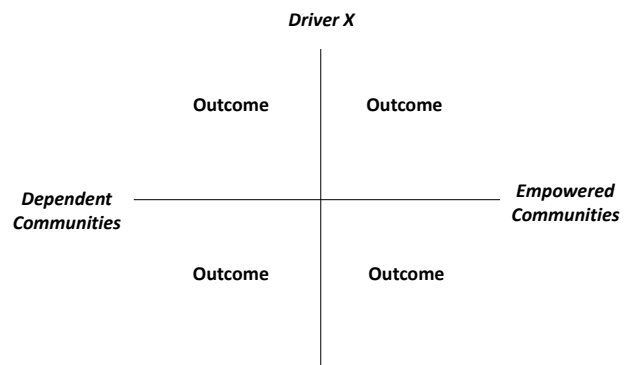 Driver X
Outcome
Outcome
Dependent
Communities
Empowered
Communities
Outcome
Outcome